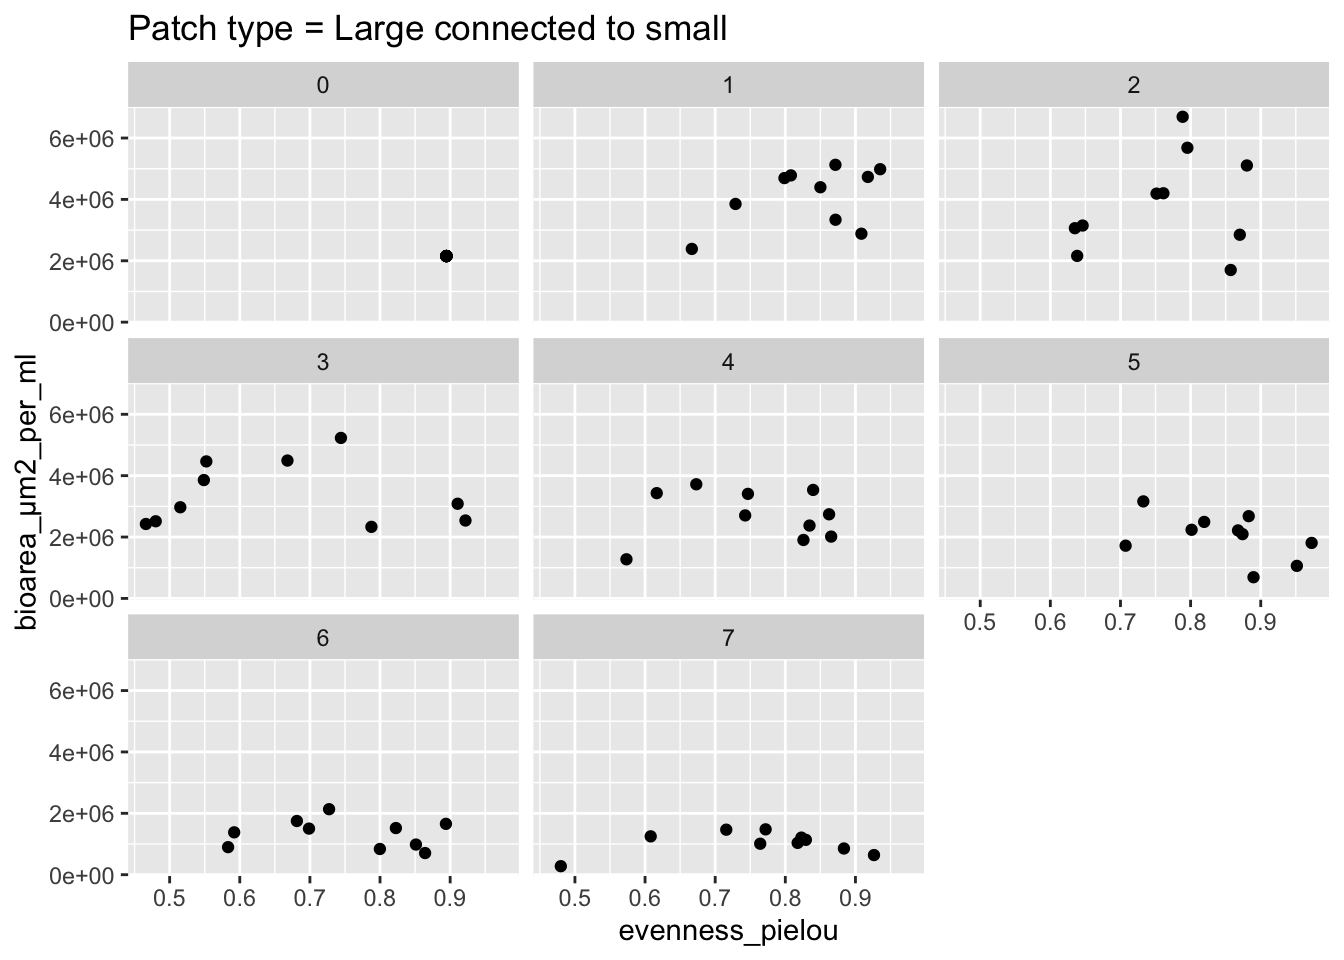 Patch type = Large connected to small
0 1 2
6e+06
4e+06
2e+06
0e+00
3 4 5
6e+06
4e+06
2e+06
0e+00
0.5 0.6 0.7 0.8 0.9
6 7
6e+06
4e+06
2e+06
0e+00
0.5 0.6 0.7 0.8 0.9 0.5 0.6 0.7 0.8 0.9
evenness_pielou
bioarea_µm2_per_ml